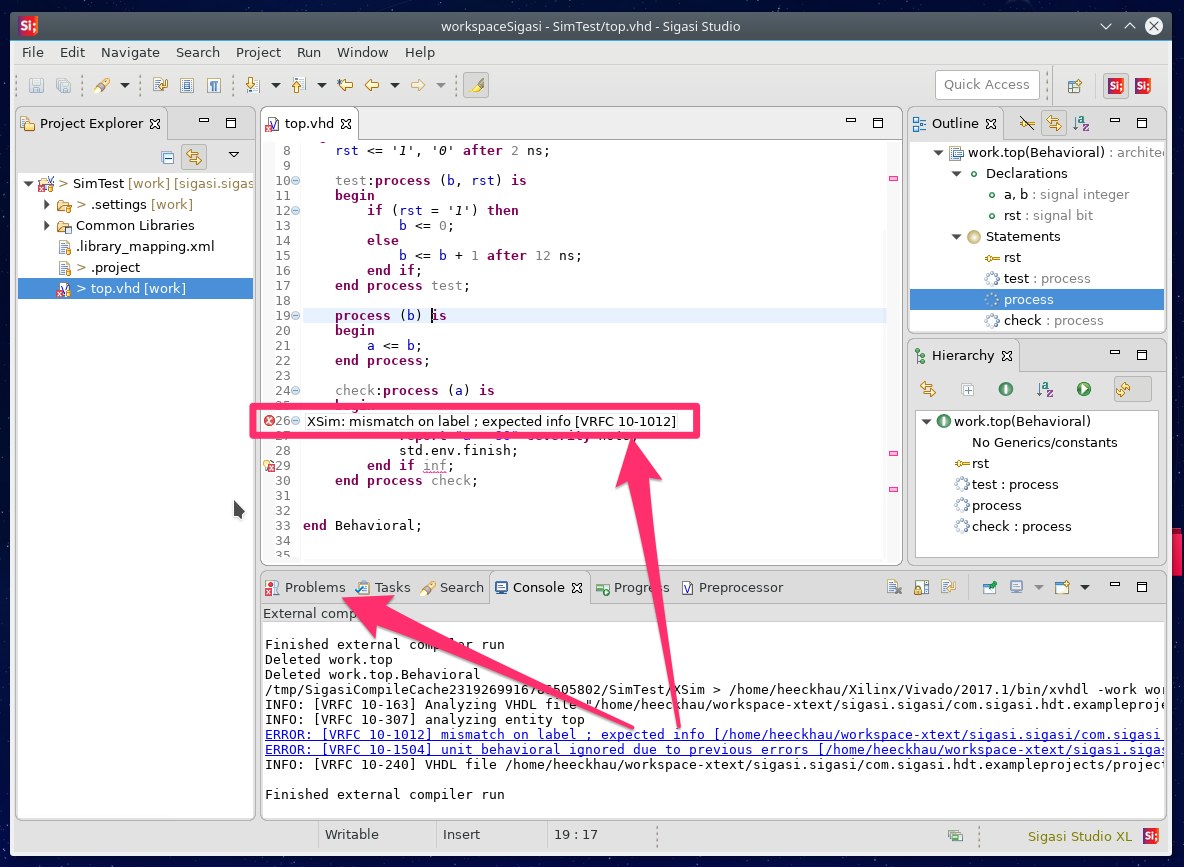 Si; workspaceSigasi - SimTest/top.vhd - Sigasi Studio
File Edit Navigate Search Project Run Window Help
Quick Access Si; Si;
Project Explorer
> SimTest [work] [sigasi.sigas
> .settings [work]
Common Libraries
.library_mapping.xml
> .project
> top.vhd [work]
top.vhd
8 rst <= '1', '0' after 2 ns;
9
10 test:process (b, rst) is
11 begin
12 if (rst = '1') then
13 b <= 0;
14 else
15 b <= b + 1 after 12 ns;
16 end if;
17 end process test;
18
19 process (b) is
20 begin
21 a <= b;
22 end process;
23
24 check:process (a) is
26 XSim: mismatch on label ; expected info [VRFC 10-1012]
28 std.env.finish;
29 end if inf;
30 end process check;
31
32
33 end Behavioral;
34
35
Outline
work.top(Behavioral) : archite
Declarations
a, b : signal integer
rst : signal bit
Statements
rst
test : process
process
check : process
Hierarchy
work.top(Behavioral)
No Generics/constants
rst
test : process
process
check : process
Problems Tasks Search Console Progress Preprocessor
External comp
Finished external compiler run
Deleted work.top
Deleted work.top.Behavioral
/tmp/SigasiCompileCache2319269916781505802/SimTest/XSim > /home/heeckhau/Xilinx/Vivado/2017.1/bin/xvhdl -work wor
INFO: [VRFC 10-163] Analyzing VHDL file "/home/heeckhau/workspace-xtext/sigasi.sigasi/com.sigasi.hdt.exampleproje
INFO: [VRFC 10-307] analyzing entity top
ERROR: [VRFC 10-1012] mismatch on label ; expected info [/home/heeckhau/workspace-xtext/sigasi.sigasi/com.sigasi.
ERROR: [VRFC 10-1504] unit behavioral ignored due to previous errors [/home/heeckhau/workspace-xtext/sigasi.sigas
INFO: [VRFC 10-240] VHDL file /home/heeckhau/workspace-xtext/sigasi.sigasi/com.sigasi.hdt.exampleprojects/project
Finished external compiler run
Writable Insert 19 : 17 Sigasi Studio XL Si;